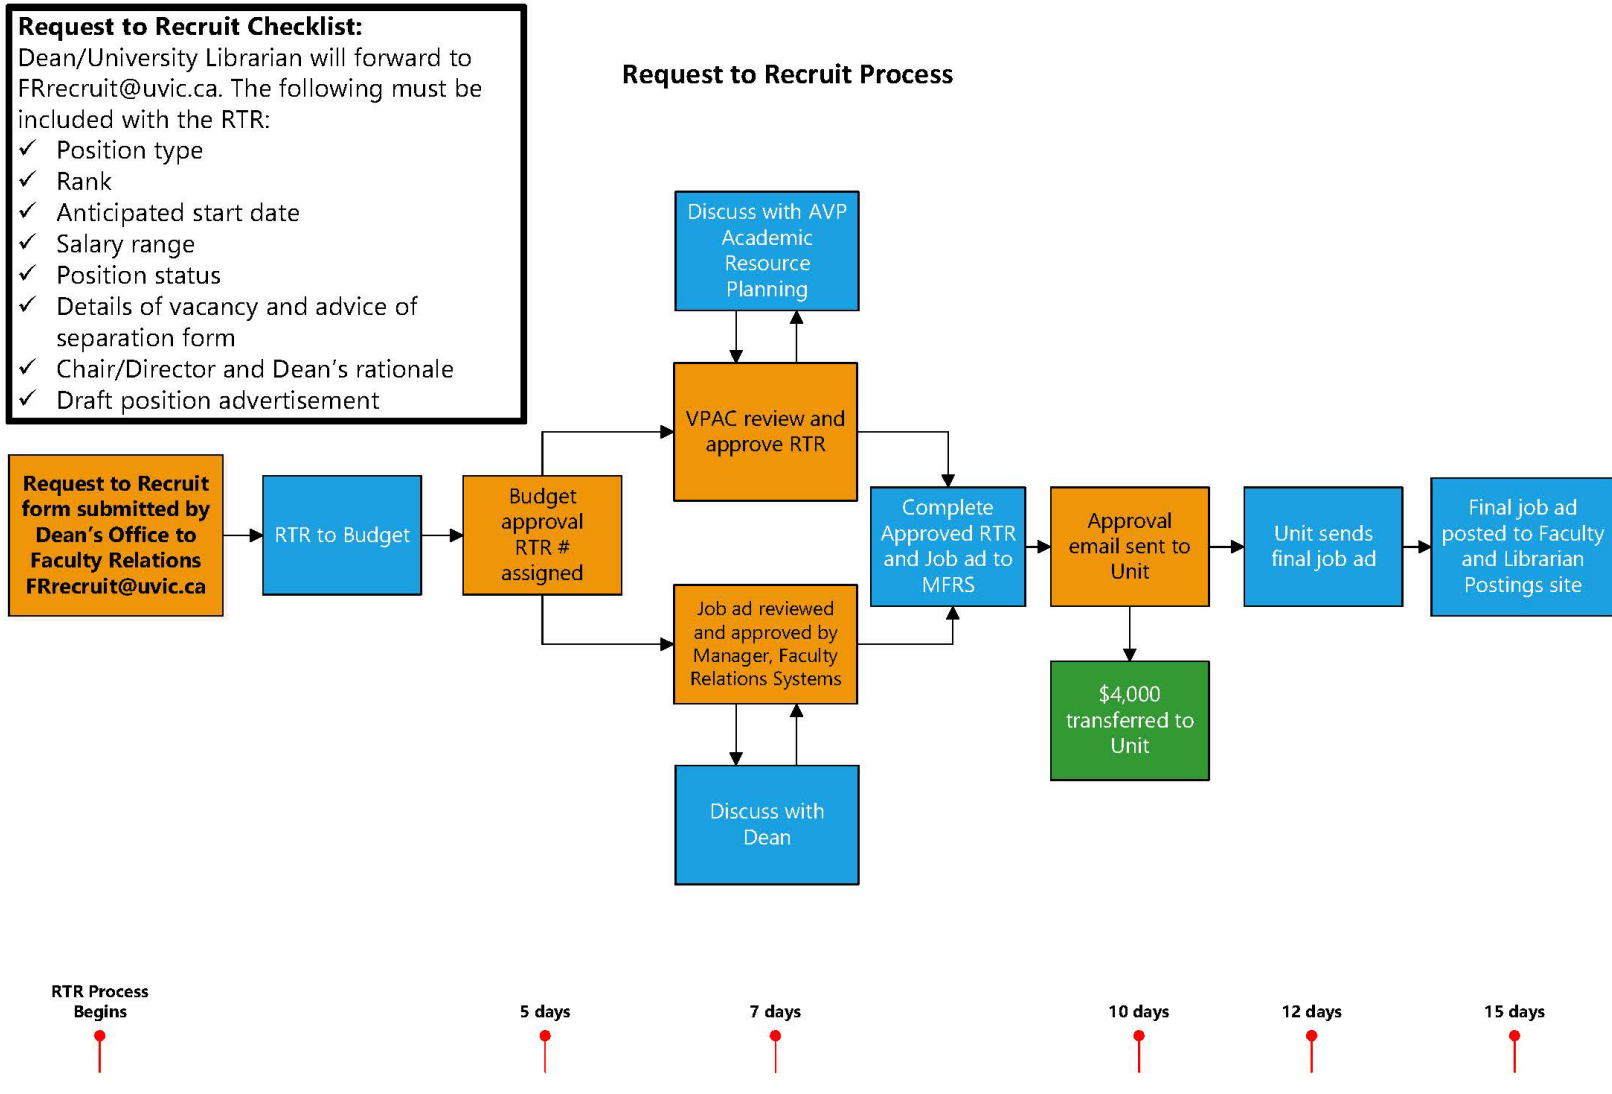 Request to Recruit Checklist:
Dean/University Librarian will forward to
FRrecruit@uvic.ca. The following must be
included with the RTR:
✓ Position type
✓ Rank
✓ Anticipated start date
✓ Salary range
✓ Position status
✓ Details of vacancy and advice of
separation form
✓ Chair/Director and Dean's rationale
✓ Draft position advertisement
Request to Recruit Process
Request to Recruit
form submitted by
Dean's Office to
Faculty Relations
FRrecruit@uvic.ca
RTR to Budget
Budget
approval
RTR #
assigned
Discuss with AVP
Academic
Resource
Planning
VPAC review and
approve RTR
Job ad reviewed
and approved by
Manager, Faculty
Relations Systems
Discuss with
Dean
Complete
Approved RTR
and Job ad to
MFRS
Approval
email sent to
Unit
$4,000
transferred to
Unit
Unit sends
final job ad
Final job ad
posted to Faculty
and Librarian
Postings site
RTR Process
Begins
5 days
7 days
10 days
12 days
15 days